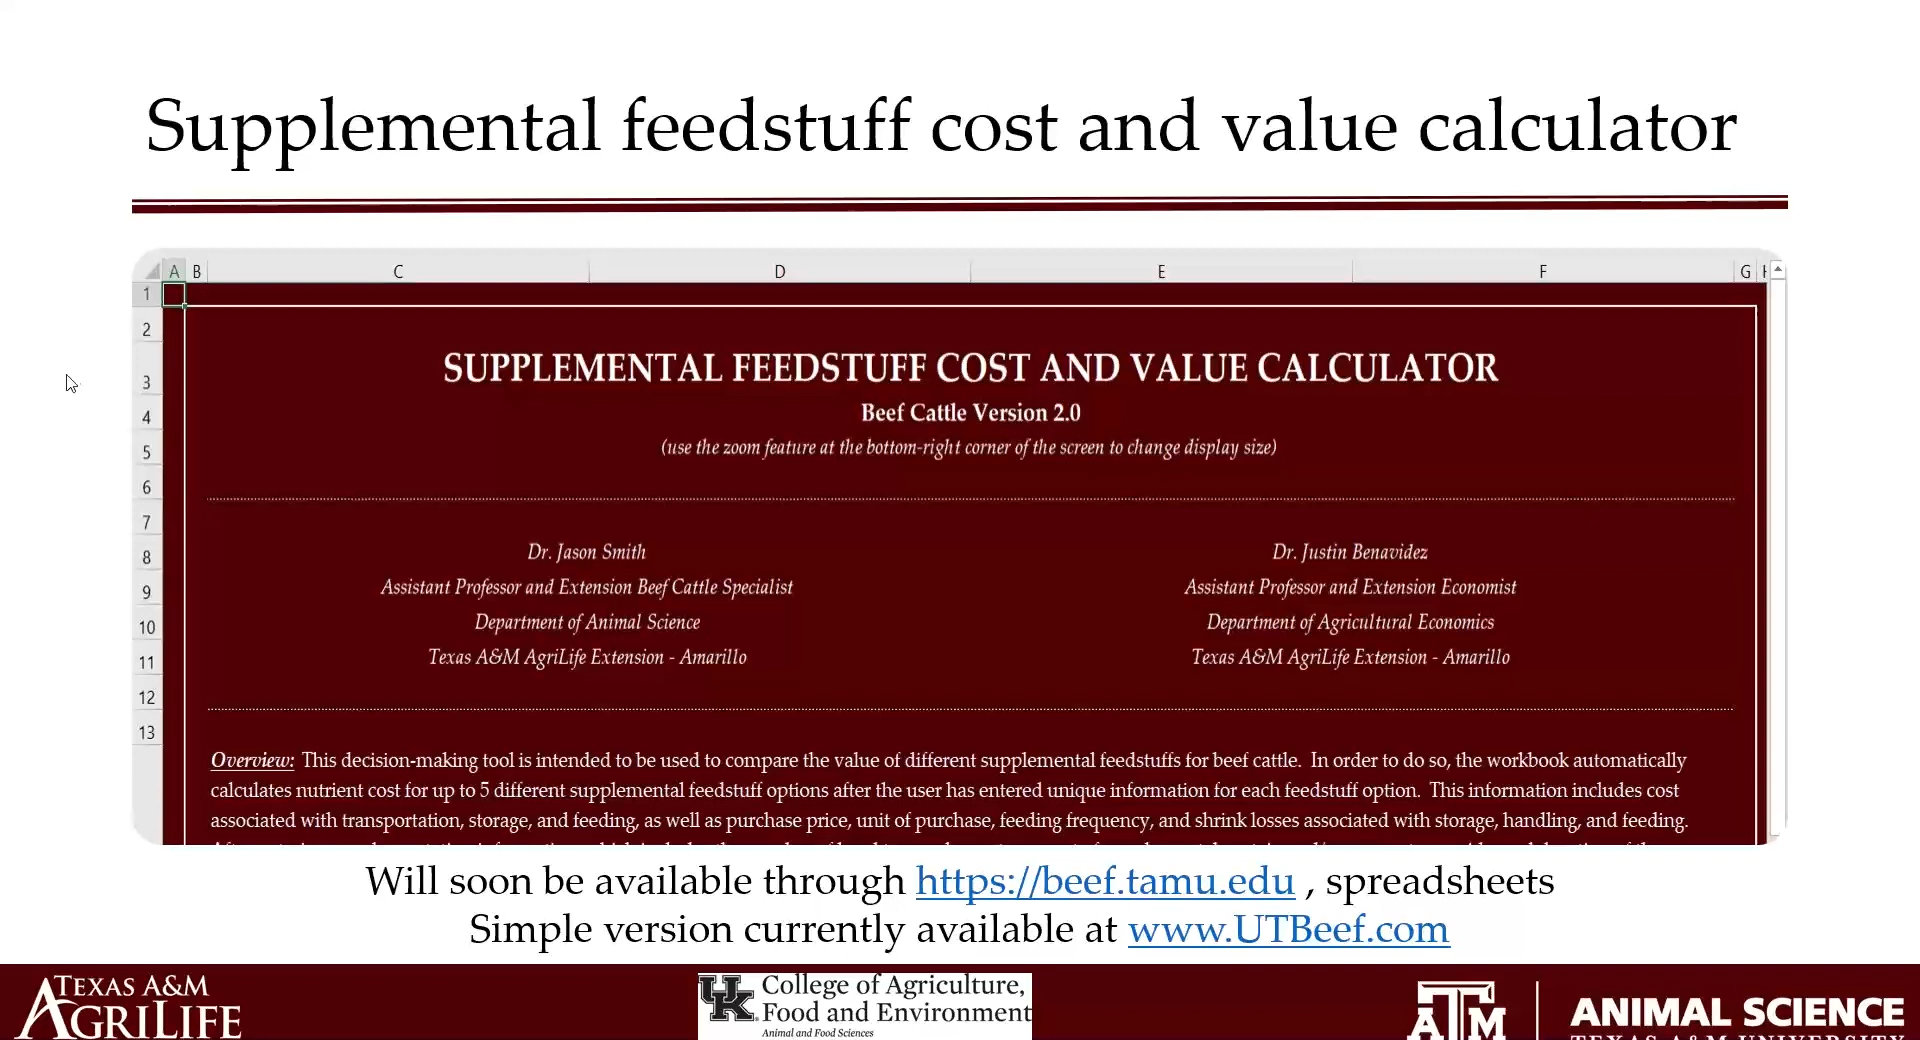 Supplemental feedstuff cost and value calculator
A B C D E F G
1
2
SUPPLEMENTAL FEEDSTUFF COST AND VALUE CALCULATOR
3
Beef Cattle Version 2.0
4
(use the zoom feature at the bottom-right corner of the screen to change display size)
5
6
7
Dr. Jason Smith Dr. Justin Benavidez
8
Assistant Professor and Extension Beef Cattle Specialist Assistant Professor and Extension Economist
9
Department of Animal Science Department of Agricultural Economics
10
Texas A&M AgriLife Extension - Amarillo Texas A&M AgriLife Extension - Amarillo
11
12
13
Overview: This decision-making tool is intended to be used to compare the value of different supplemental feedstuffs for beef cattle. In order to do so, the workbook automatically
calculates nutrient cost for up to 5 different supplemental feedstuff options after the user has entered unique information for each feedstuff option. This information includes cost
associated with transportation, storage, and feeding, as well as purchase price, unit of purchase, feeding frequency, and shrink losses associated with storage, handling, and feeding.
Will soon be available through https://beef.tamu.edu , spreadsheets
Simple version currently available at www.UTBeef.com
TEXAS A&M
AGRILIFE
UK College of Agriculture,
Food and Environment
Animal and Food Sciences
ATM ANIMAL SCIENCE
TEXAS A&M UNIVERSITY